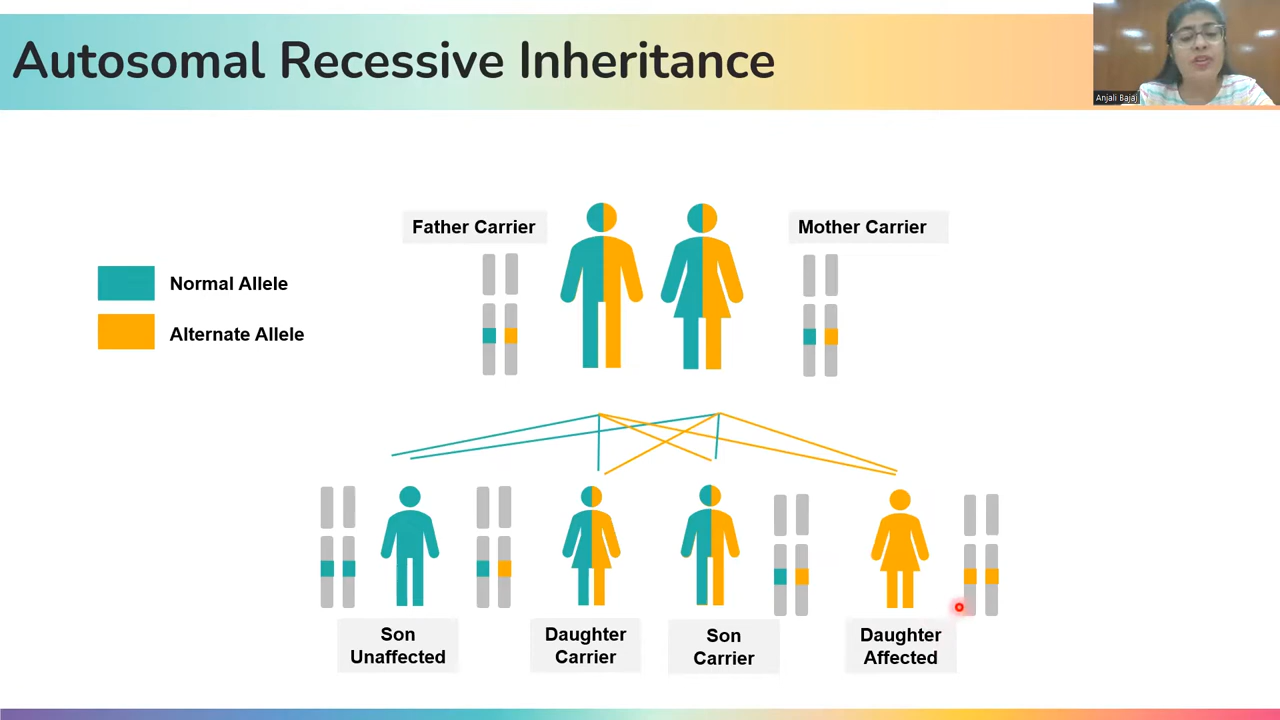 Autosomal Recessive Inheritance
Anjali Bajaj
Father Carrier
Mother Carrier
Normal Allele
Alternate Allele
Son
Unaffected
Daughter
Carrier
Son
Carrier
Daughter
Affected